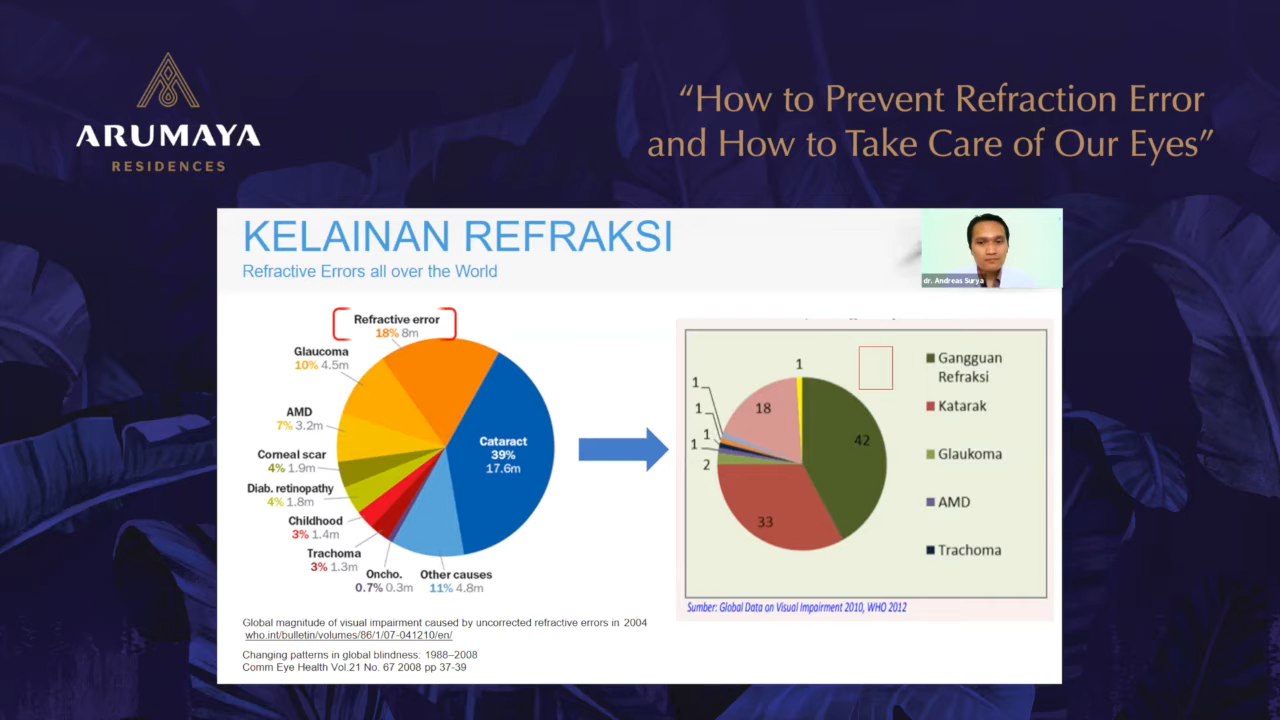 ARUMAYA
RESIDENCES
“How to Prevent Refraction Error
and How to Take Care of Our Eyes”
KELAINAN REFRAKSI
Refractive Errors all over the World
dr. Andreas Surya
Refractive error
18% 8m
Glaucoma
10% 4.5m
AMD
7% 3.2m
Corneal scar
4% 1.9m
Diab. retinopathy
4% 1.8m
Childhood
3% 1.4m
Trachoma
3% 1.3m
Oncho.
0.7% 0.3m
Other causes
11% 4.8m
Cataract
39%
17.6m
1
1
1
1
1
2
18
42
33
Gangguan
Refraksi
Katarak
Glaukoma
AMD
Trachoma
Sumber: Global Data on Visual Impairment 2010, WHO 2012
Global magnitude of visual impairment caused by uncorrected refractive errors in 2004
who.int/bulletin/volumes/86/1/07-041210/en/
Changing patterns in global blindness: 1988–2008
Comm Eye Health Vol.21 No. 67 2008 pp 37-39